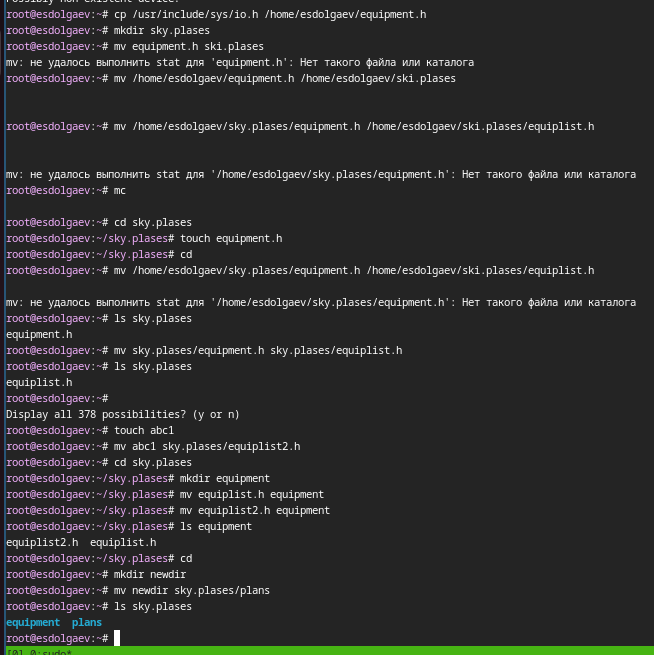 Possibly non-existent device?
root@esdolgaev:~# cp /usr/include/sys/io.h /home/esdolgaev/equipment.h
root@esdolgaev:~# mkdir sky.plases
root@esdolgaev:~# mv equipment.h ski.plases
mv: не удалось выполнить stat для 'equipment.h': Нет такого файла или каталога
root@esdolgaev:~# mv /home/esdolgaev/equipment.h /home/esdolgaev/ski.plases
root@esdolgaev:~# mv /home/esdolgaev/sky.plases/equipment.h /home/esdolgaev/ski.plases/equiplist.h
mv: не удалось выполнить stat для '/home/esdolgaev/sky.plases/equipment.h': Нет такого файла или каталога
root@esdolgaev:~# mc
root@esdolgaev:~# cd sky.plases
root@esdolgaev:~/sky.plases# touch equipment.h
root@esdolgaev:~/sky.plases# cd
root@esdolgaev:~# mv /home/esdolgaev/sky.plases/equipment.h /home/esdolgaev/ski.plases/equiplist.h
mv: не удалось выполнить stat для '/home/esdolgaev/sky.plases/equipment.h': Нет такого файла или каталога
root@esdolgaev:~# ls sky.plases
equipment.h
root@esdolgaev:~# mv sky.plases/equipment.h sky.plases/equiplist.h
root@esdolgaev:~# ls sky.plases
equiplist.h
root@esdolgaev:~#
Display all 378 possibilities? (y or n)
root@esdolgaev:~# touch abc1
root@esdolgaev:~# mv abc1 sky.plases/equiplist2.h
root@esdolgaev:~# cd sky.plases
root@esdolgaev:~/sky.plases# mkdir equipment
root@esdolgaev:~/sky.plases# mv equiplist.h equipment
root@esdolgaev:~/sky.plases# mv equiplist2.h equipment
root@esdolgaev:~/sky.plases# ls equipment
equiplist2.h equiplist.h
root@esdolgaev:~/sky.plases# cd
root@esdolgaev:~# mkdir newdir
root@esdolgaev:~# mv newdir sky.plases/plans
root@esdolgaev:~# ls sky.plases
equipment plans
root@esdolgaev:~#
[0] 0:sudo*